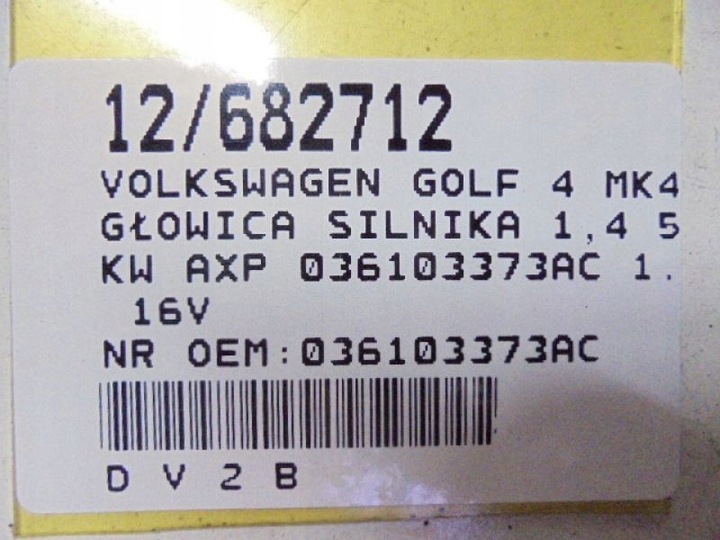 12/682712
VOLKSWAGEN GOLF 4 MK4
GŁOWICA SILNIKA 1,4 5
KW AXP 036103373AC 1.
16V
NR OEM:036103373AC
D V 2 B